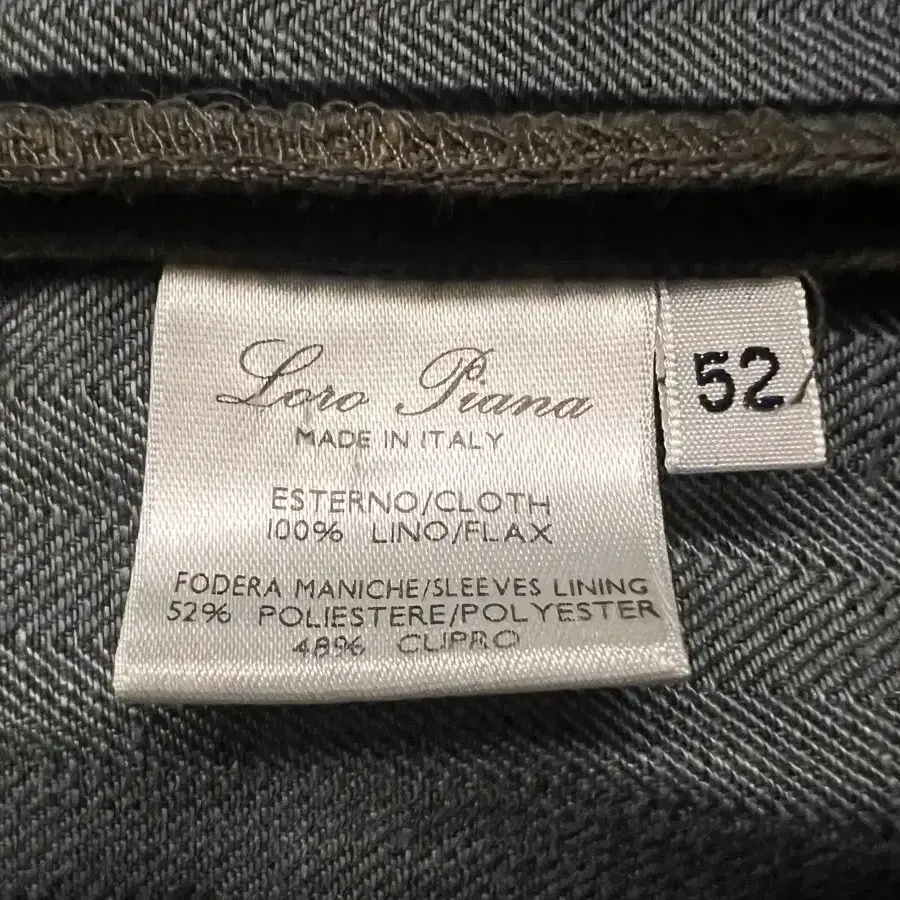 Loro Piana
MADE IN ITALY
52
ESTERNO/CLOTH
100% LINO/FLAX
FODERA MANICHE/SLEEVES LINING
52% POLIESTERE/POLYESTER
48% CUPRO